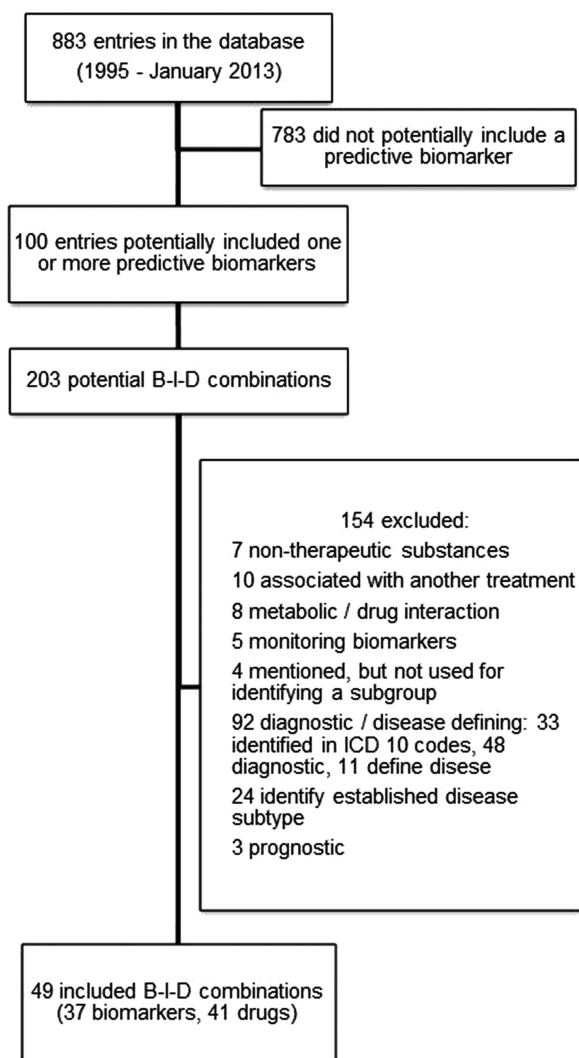 883 entries in the database
(1995 - January 2013)
783 did not potentially include a
predictive biomarker
100 entries potentially included one
or more predictive biomarkers
203 potential B-I-D combinations
154 excluded:
7 non-therapeutic substances
10 associated with another treatment
8 metabolic / drug interaction
5 monitoring biomarkers
4 mentioned, but not used for
identifying a subgroup
92 diagnostic / disease defining: 33
identified in ICD 10 codes, 48
diagnostic, 11 define disese
24 identify established disease
subtype
3 prognostic
49 included B-I-D combinations
(37 biomarkers, 41 drugs)